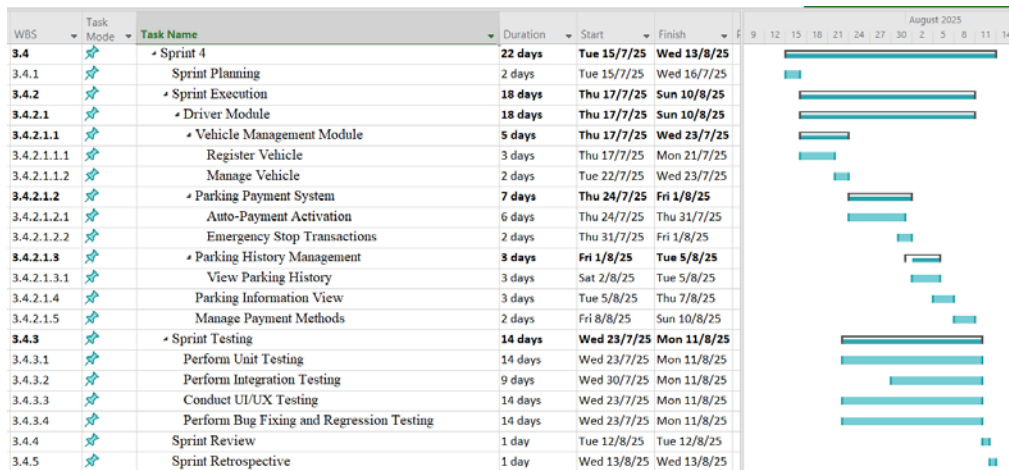 August 2025
WBS Task Mode Task Name Duration Start Finish 9 12 15 18 21 24 27 30 2 5 8 11 14
3.4 Sprint 4 22 days Tue 15/7/25 Wed 13/8/25
3.4.1 Sprint Planning 2 days Tue 15/7/25 Wed 16/7/25
3.4.2 Sprint Execution 18 days Thu 17/7/25 Sun 10/8/25
3.4.2.1 Driver Module 18 days Thu 17/7/25 Sun 10/8/25
3.4.2.1.1 Vehicle Management Module 5 days Thu 17/7/25 Wed 23/7/25
3.4.2.1.1.1 Register Vehicle 3 days Thu 17/7/25 Mon 21/7/25
3.4.2.1.1.2 Manage Vehicle 2 days Tue 22/7/25 Wed 23/7/25
3.4.2.1.2 Parking Payment System 7 days Thu 24/7/25 Fri 1/8/25
3.4.2.1.2.1 Auto-Payment Activation 6 days Thu 24/7/25 Thu 31/7/25
3.4.2.1.2.2 Emergency Stop Transactions 2 days Thu 31/7/25 Fri 1/8/25
3.4.2.1.3 Parking History Management 3 days Fri 1/8/25 Tue 5/8/25
3.4.2.1.3.1 View Parking History 3 days Sat 2/8/25 Tue 5/8/25
3.4.2.1.4 Parking Information View 3 days Tue 5/8/25 Thu 7/8/25
3.4.2.1.5 Manage Payment Methods 2 days Fri 8/8/25 Sun 10/8/25
3.4.3 Sprint Testing 14 days Wed 23/7/25 Mon 11/8/25
3.4.3.1 Perform Unit Testing 14 days Wed 23/7/25 Mon 11/8/25
3.4.3.2 Perform Integration Testing 9 days Wed 30/7/25 Mon 11/8/25
3.4.3.3 Conduct UI/UX Testing 14 days Wed 23/7/25 Mon 11/8/25
3.4.3.4 Perform Bug Fixing and Regression Testing 14 days Wed 23/7/25 Mon 11/8/25
3.4.4 Sprint Review 1 day Tue 12/8/25 Tue 12/8/25
3.4.5 Sprint Retrospective 1 day Wed 13/8/25 Wed 13/8/25